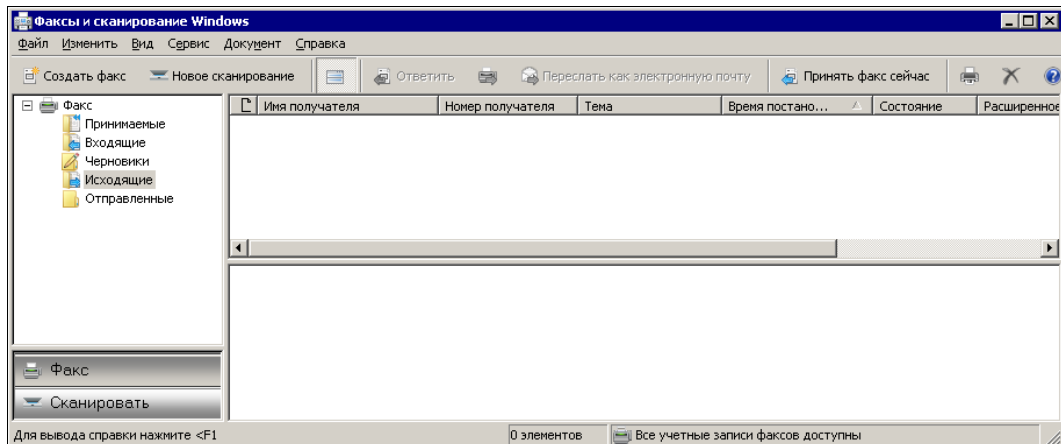 Факсы и сканирование Windows
Файл Изменить Вид Сервис Документ Справка
Создать факс Новое сканирование Ответить Переслать как электронную почту Принять факс сейчас
Факс
Принимаемые
Входящие
Черновики
Исходящие
Отправленные
Имя получателя Номер получателя Тема Время постано... Состояние Расширенное
Факс
Сканировать
Для вывода справки нажмите <F1
0 элементов
Все учетные записи факсов доступны